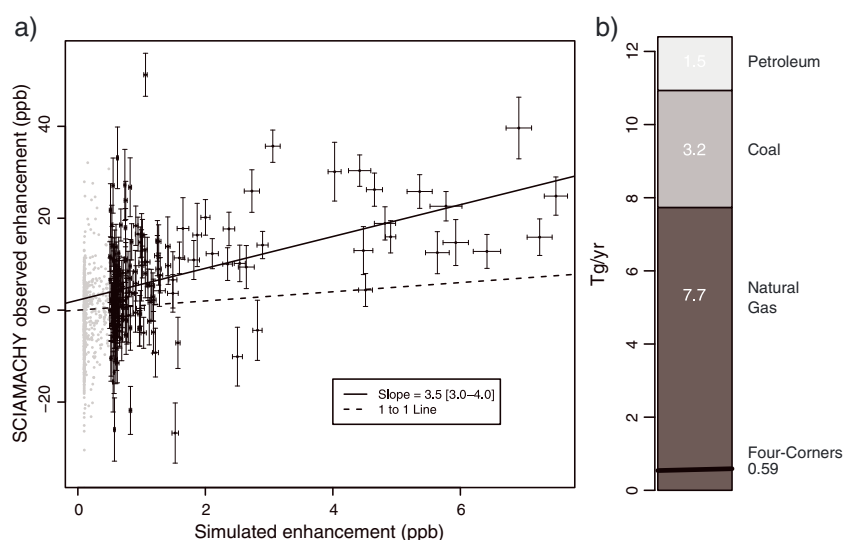 a)
SCIAMACHY observed enhancement (ppb)
40
20
0
−20
0 2 4 6
Simulated enhancement (ppb)
Slope = 3.5 [3.0−4.0]
1 to 1 Line
b)
Tg/yr
12
10
8
6
4
2
0
1.5
Petroleum
3.2
Coal
7.7
Natural
Gas
Four-Corners
0.59